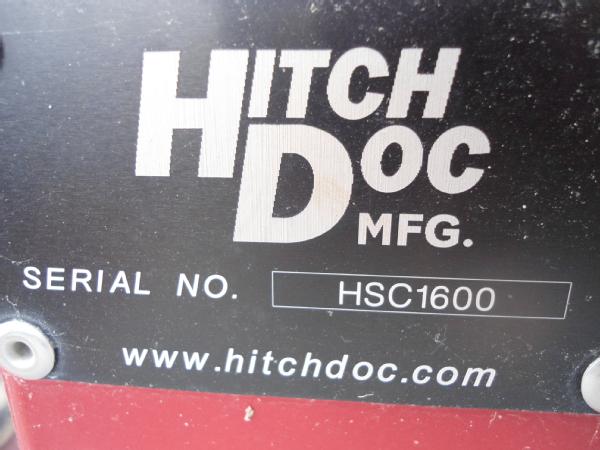 HITCH
DOC
MFG.
SERIAL NO. HSC1600
www.hitchdoc.com